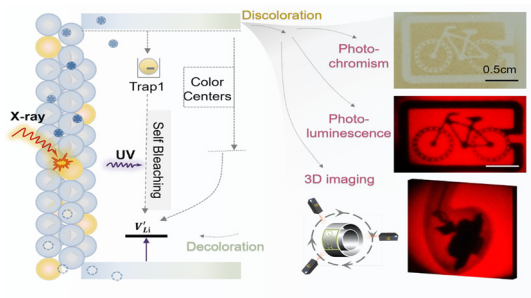 Discoloration
Photo-
chromism
0.5cm
Trap1
Color
Centers
X-ray
Photo-
luminescence
UV
Self Bleaching
3D imaging
V'Li
Decoloration